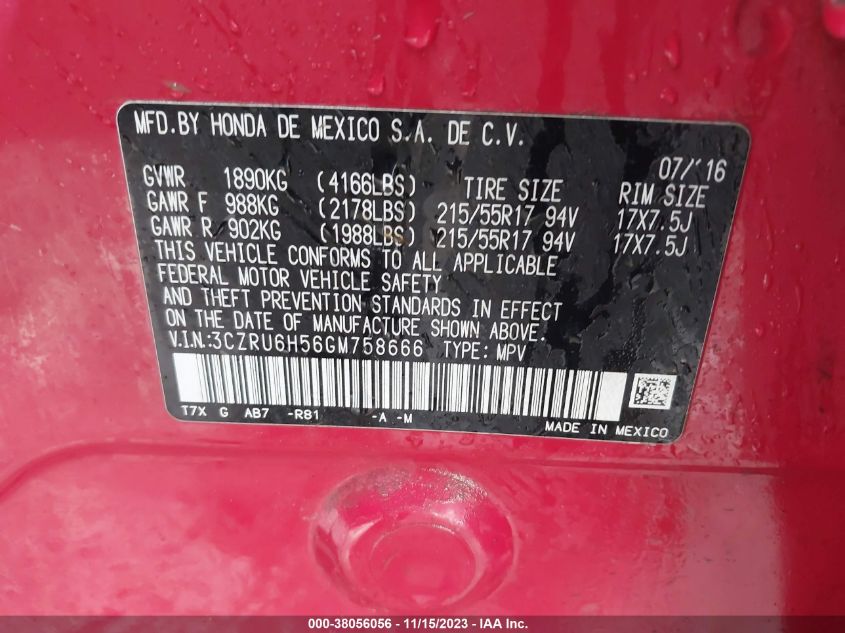 MFD.BY HONDA DE MEXICO S.A. DE C.V.
07/'16
GVWR 1890KG (4166LBS) TIRE SIZE RIM SIZE
GAWR F 988KG (2178LBS) 215/55R17 94V 17X7.5J
GAWR R 902KG (1988LBS) 215/55R17 94V 17X7.5J
THIS VEHICLE CONFORMS TO ALL APPLICABLE
FEDERAL MOTOR VEHICLE SAFETY
AND THEFT PREVENTION STANDARDS IN EFFECT
ON THE DATE OF MANUFACTURE SHOWN ABOVE.
V.I.N:3CZRU6H56GM758666 TYPE: MPV
T7X G AB7 -R81 -A -M
MADE IN MEXICO
000-38056056 - 11/15/2023 - IAA Inc.